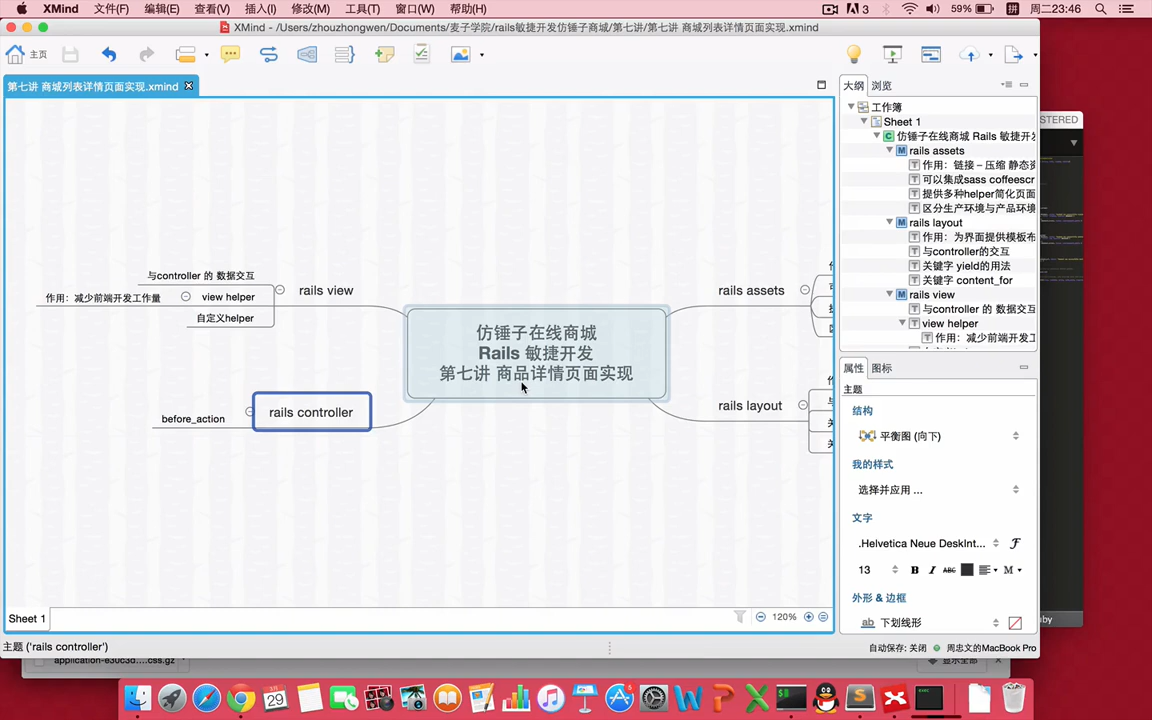 XMind 文件(F) 编辑(E) 查看(V) 插入(I) 修改(M) 工具(T) 窗口(W) 帮助(H) 3 59% 拼 周二23:46
XMind - /Users/zhouzhongwen/Documents/麦子学院/rails敏捷开发仿锤子商城/第七讲/第七讲 商城列表详情页面实现.xmind
主页
第七讲 商城列表详情页面实现.xmind
大纲 浏览
工作簿
Sheet 1
仿锤子在线商城 Rails 敏捷开
rails assets
作用：链接 – 压缩 静态资
可以集成sass coffeescr
提供多种helper简化页面
区分生产环境与产品环境
rails layout
作用：为界面提供模板布
与controller的交互
关键字 yield的用法
关键字 content_for
rails view
与controller 的 数据交互
view helper
作用：减少前端开发工
STERED
与controller 的 数据交互
作用：减少前端开发工作量
view helper
自定义helper
rails view
rails assets
仿锤子在线商城
Rails 敏捷开发
第七讲 商品详情页面实现
before_action
rails controller
rails layout
属性 图标
主题
结构
平衡图 (向下)
我的样式
选择并应用 ...
文字
.Helvetica Neue DeskInt...
13 B I ABC M
外形 & 边框
ab 下划线形
Sheet 1
120%
主题 ('rails controller')
自动保存: 关闭 周忠文的MacBook Pro
uby
application-e30c3d....css.gz
显示全部
3月
29
exec